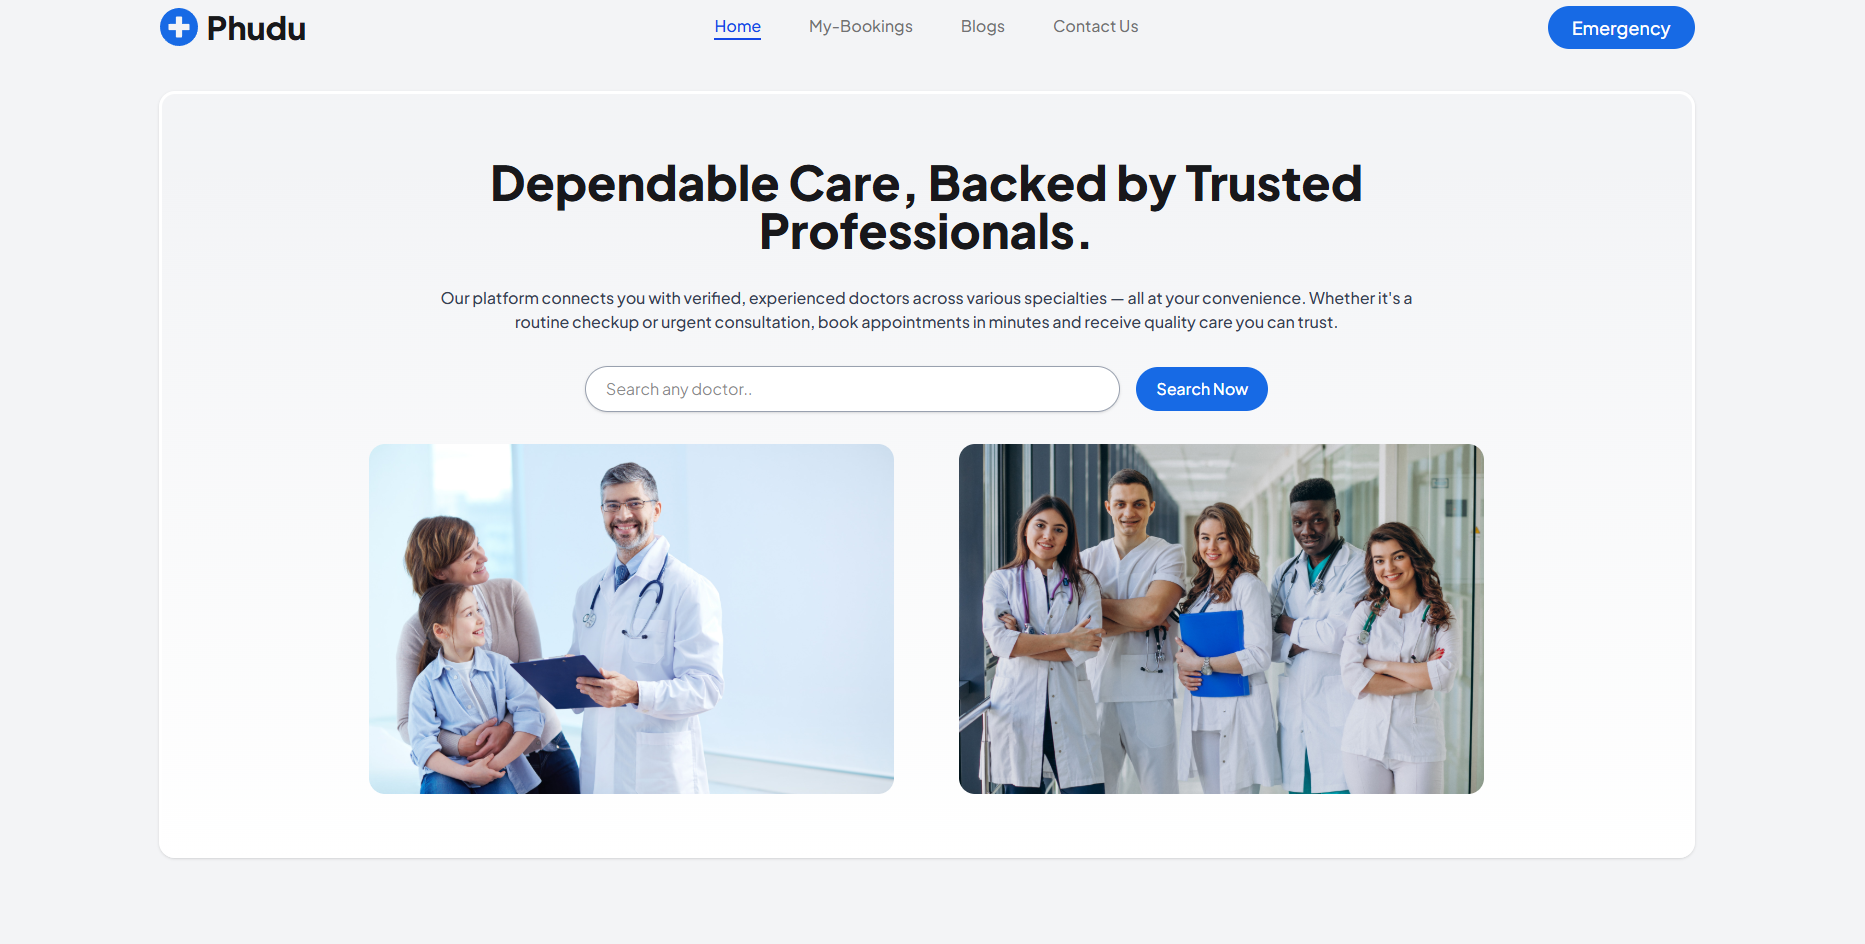 Phudu
Home
My-Bookings
Blogs
Contact Us
Emergency
Dependable Care, Backed by Trusted
Professionals.
Our platform connects you with verified, experienced doctors across various specialties — all at your convenience. Whether it's a
routine checkup or urgent consultation, book appointments in minutes and receive quality care you can trust.
Search any doctor..
Search Now